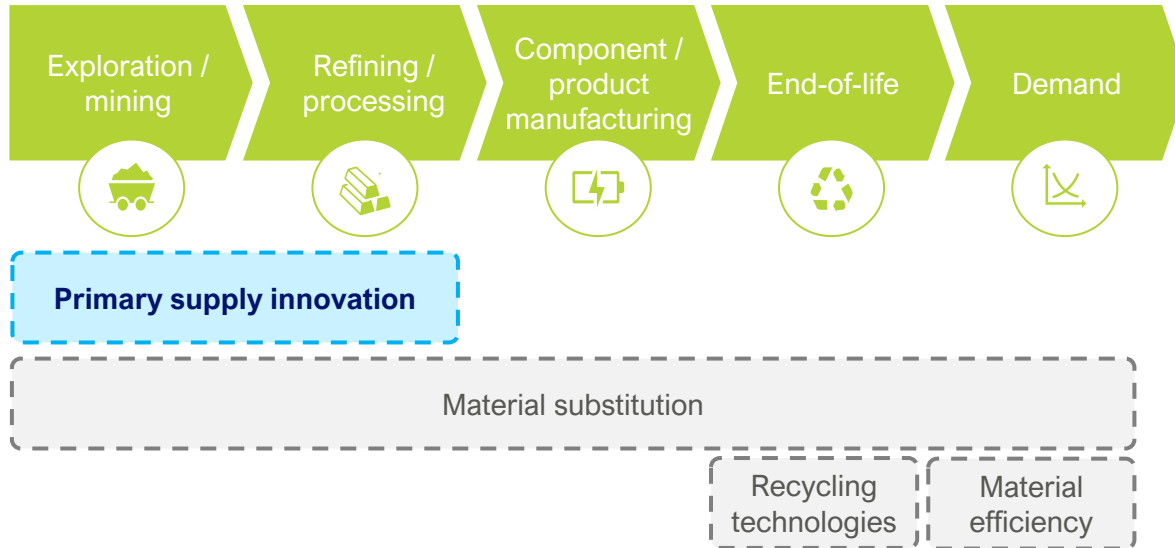 Exploration /
mining
Refining /
processing
Component /
product
manufacturing
End-of-life
Demand
Primary supply innovation
Material substitution
Recycling
technologies
Material
efficiency